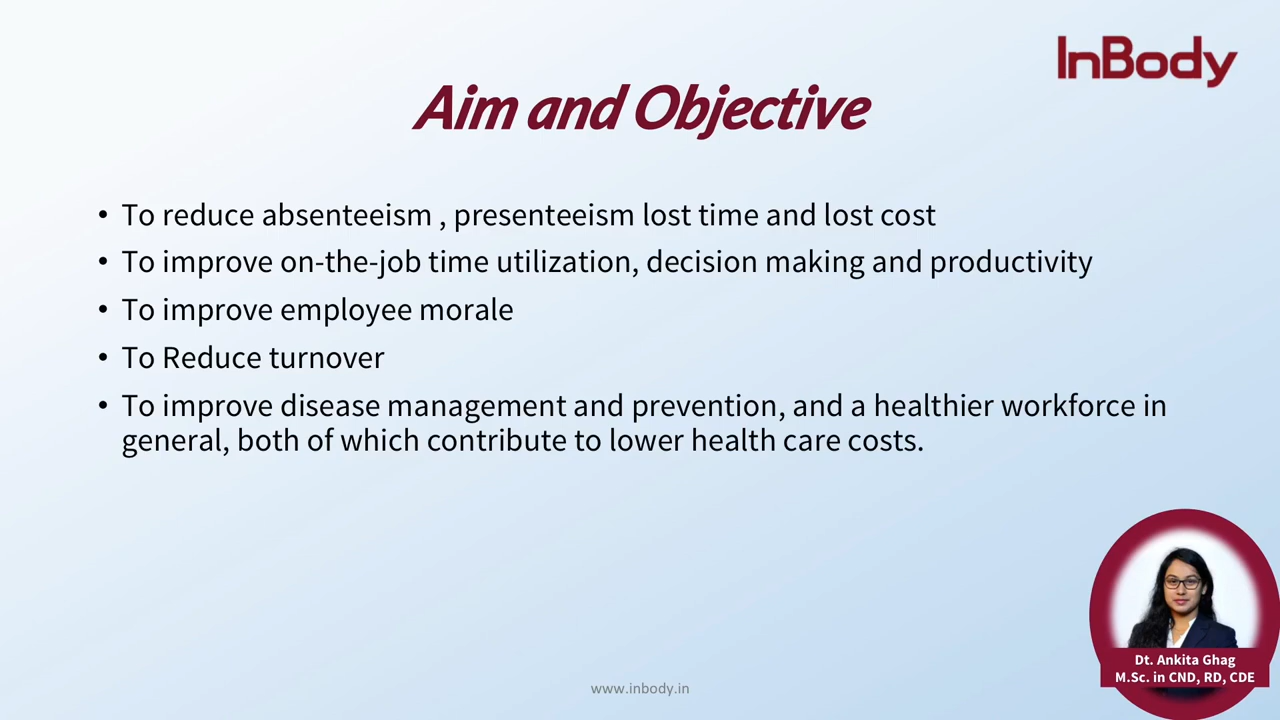 InBody
Aim and Objective
• To reduce absenteeism , presenteeism lost time and lost cost
• To improve on-the-job time utilization, decision making and productivity
• To improve employee morale
• To Reduce turnover
• To improve disease management and prevention, and a healthier workforce in
general, both of which contribute to lower health care costs.
Dt. Ankita Ghag
M.Sc. in CND, RD, CDE
www.inbody.in